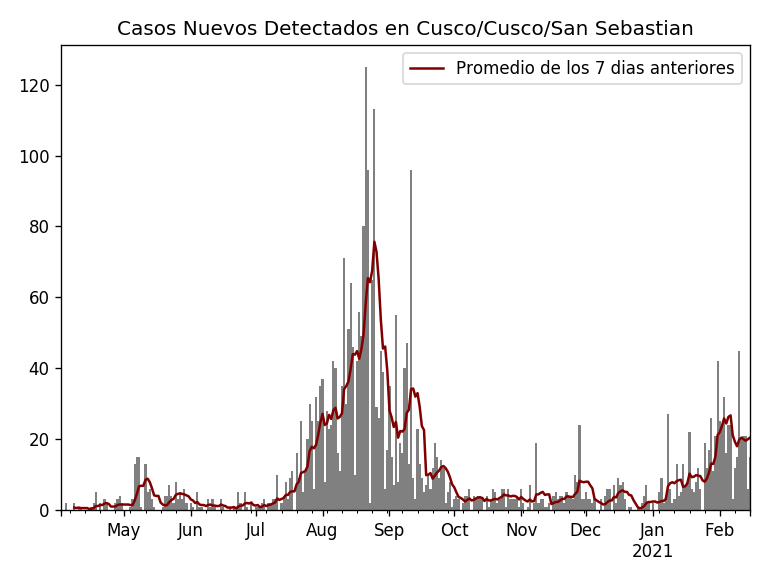 Casos Nuevos Detectados en Cusco/Cusco/San Sebastian
Promedio de los 7 dias anteriores
120
100
80
60
40
20
0
May Jun Jul Aug Sep Oct Nov Dec Jan Feb
2021